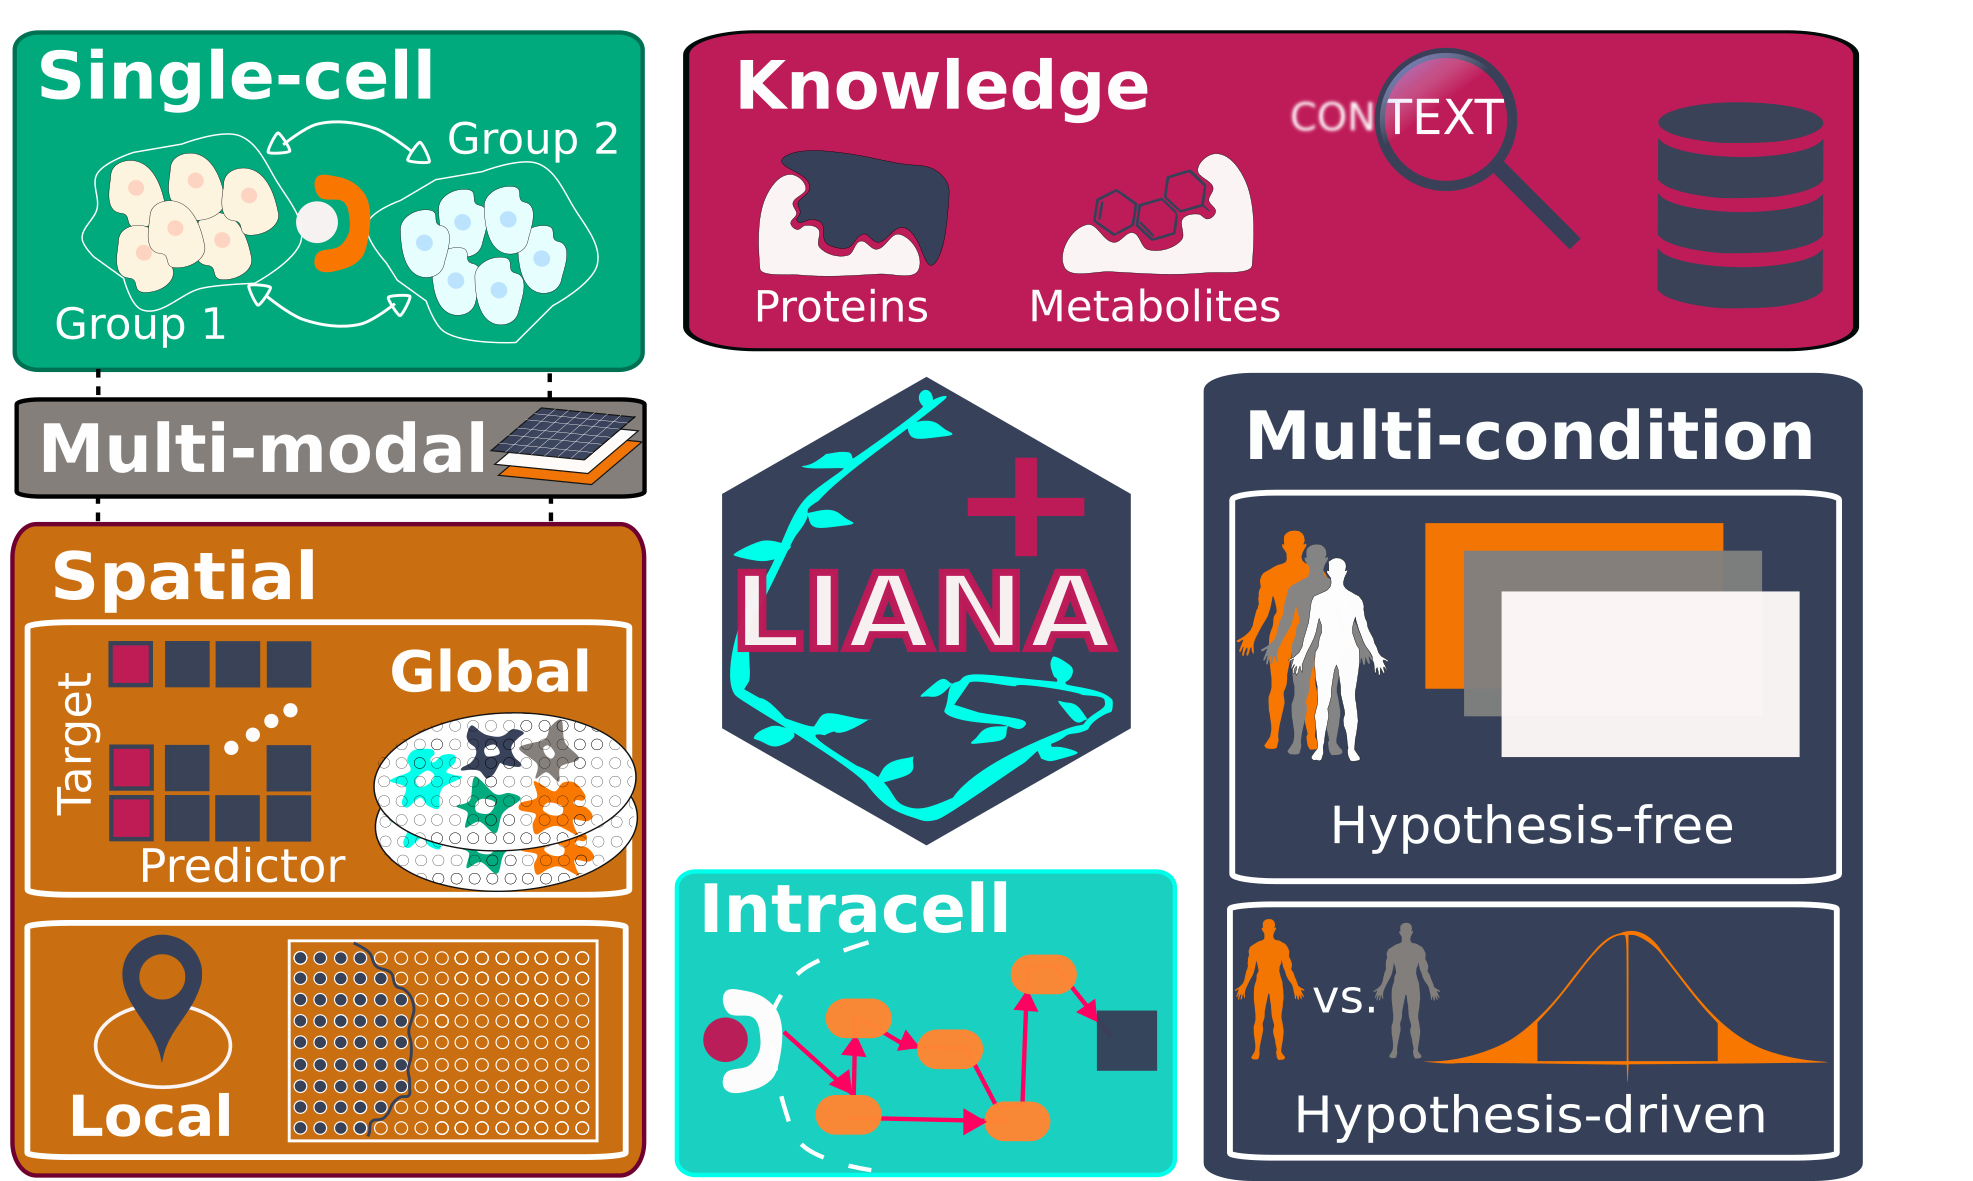 Single-cell
Group 2
Group 1
Knowledge
CONTEXT
Proteins
Metabolites
Multi-modal
+
LIANA
Multi-condition
Hypothesis-free
vs.
Hypothesis-driven
Spatial
Global
Target
Predictor
Local
Intracell